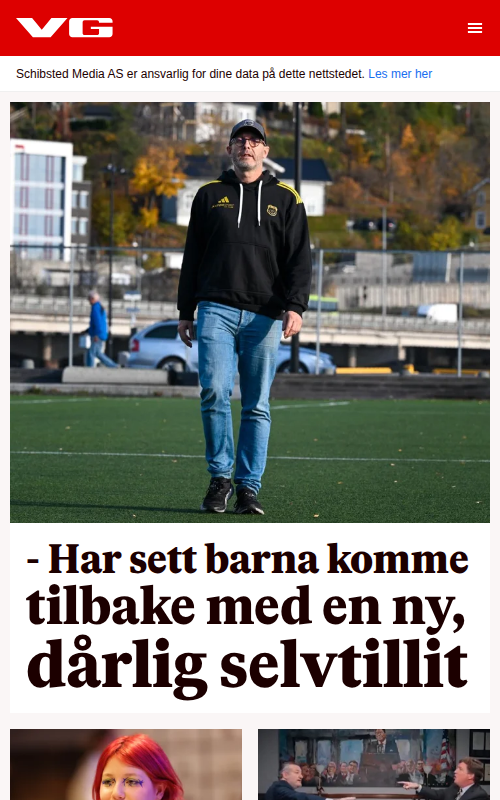 VG
Schibsted Media AS er ansvarlig for dine data på dette nettstedet. Les mer her
- Har sett barna komme
tilbake med en ny,
dårlig selvtillit